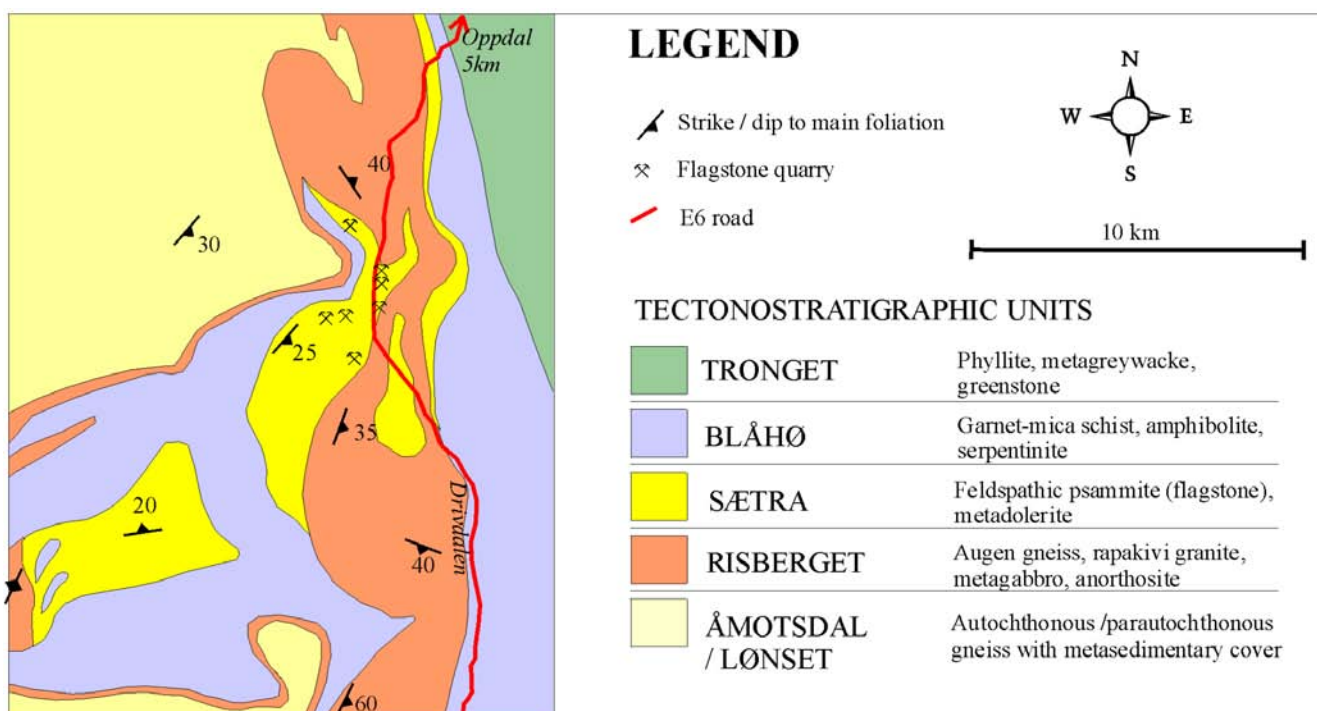 Oppdal
5km
40
30
25
35
20
40
Drivdalen
60
LEGEND
Strike / dip to main foliation
Flagstone quarry
E6 road
N
W E
S
10 km
TECTONOSTRATIGRAPHIC UNITS
TRONGET
Phyllite, metagreywacke,
greenstone
BLÅHØ
Garnet-mica schist, amphibolite,
serpentinite
SÆTRA
Feldspathic psammite (flagstone),
metadolerite
RISBERGET
Augen gneiss, rapakivi granite,
metagabbro, anorthosite
ÅMOTSDAL
/ LØNSET
Autochthonous /parautochthonous
gneiss with metasedimentary cover